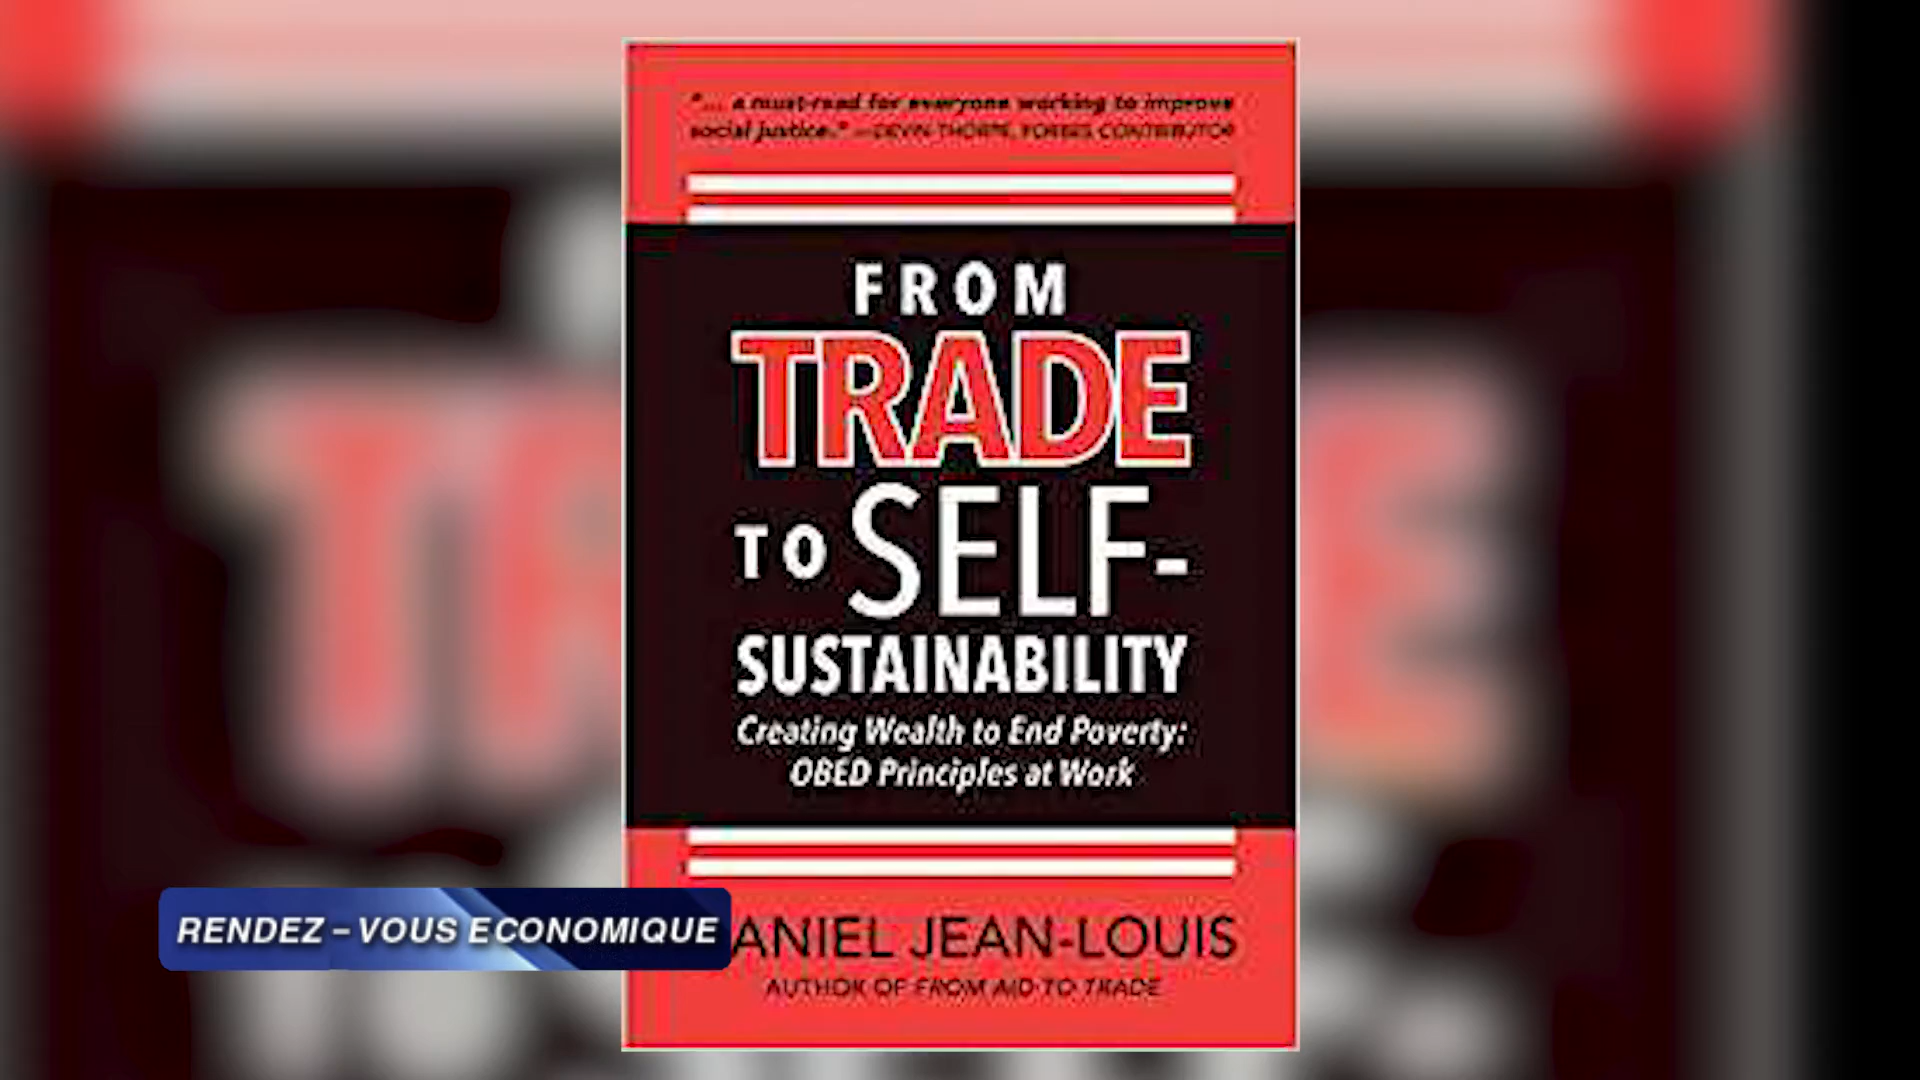 "... a must-read for everyone working to improve
social justice." —DEVIN THORPE, FORBES CONTRIBUTOR
FROM
TRADE
TO SELF-
SUSTAINABILITY
Creating Wealth to End Poverty:
OBED Principles at Work
RENDEZ – VOUS ECONOMIQUE
ANIEL JEAN-LOUIS
AUTHOR OF FROM AID TO TRADE